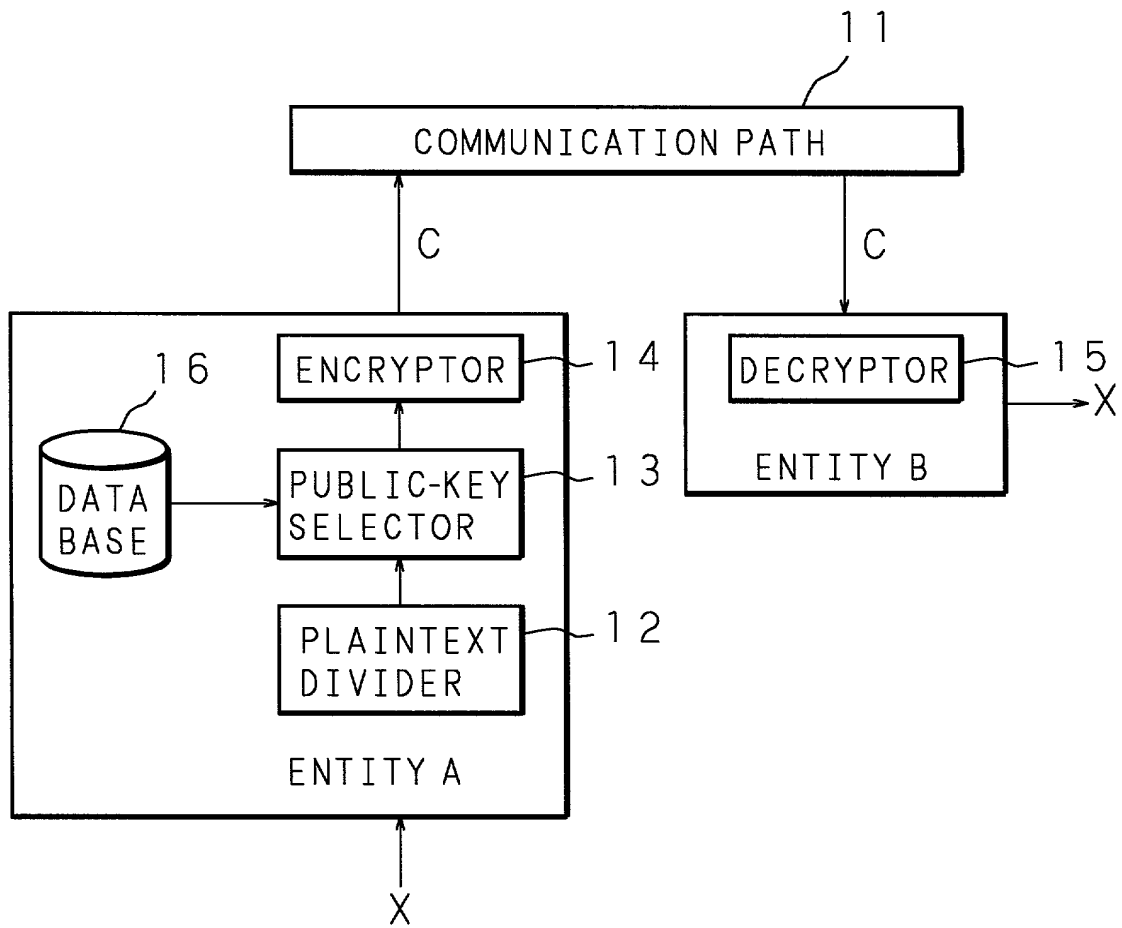 11
COMMUNICATION PATH
C
C
16
ENCRYPTOR
14
DECRYPTOR
15
X
DATA
BASE
PUBLIC-KEY
SELECTOR
13
ENTITY B
PLAINTEXT
DIVIDER
12
ENTITY A
X